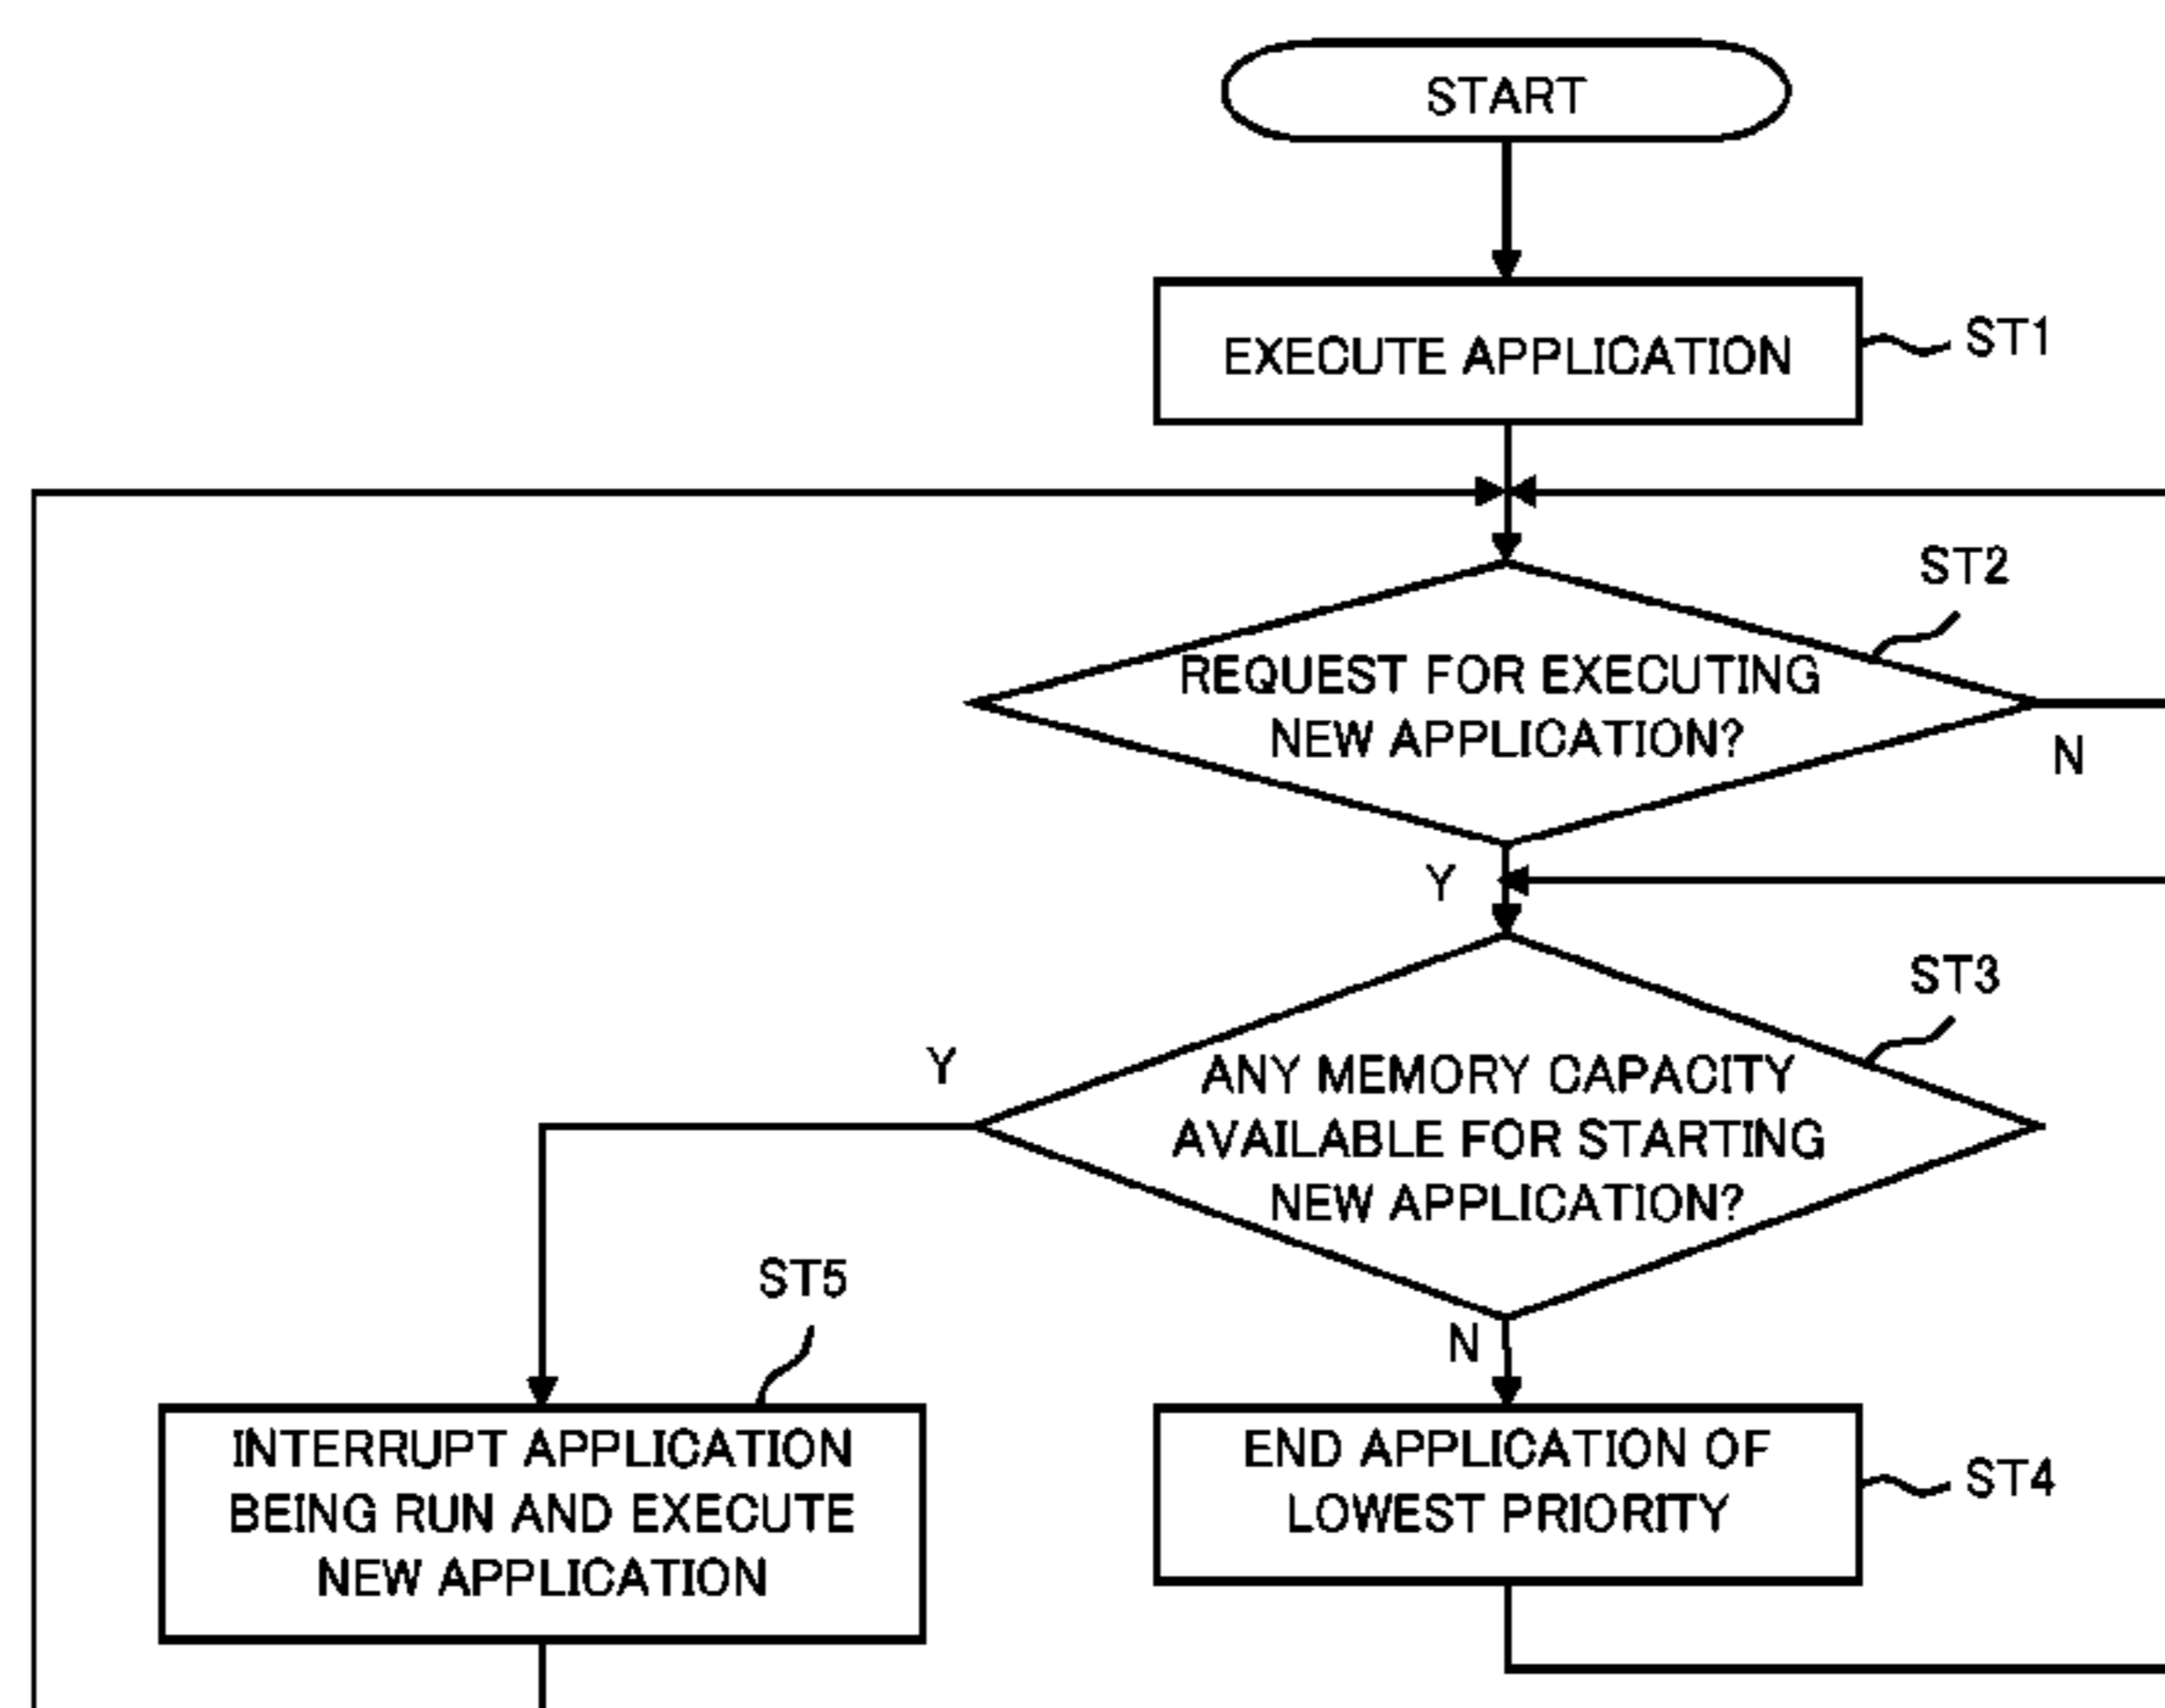 START
EXECUTE APPLICATION
ST1
ST2
REQUEST FOR EXECUTING
NEW APPLICATION?
N
Y
ST3
Y
ANY MEMORY CAPACITY
AVAILABLE FOR STARTING
NEW APPLICATION?
ST5
N
INTERRUPT APPLICATION
BEING RUN AND EXECUTE
NEW APPLICATION
END APPLICATION OF
LOWEST PRIORITY
ST4